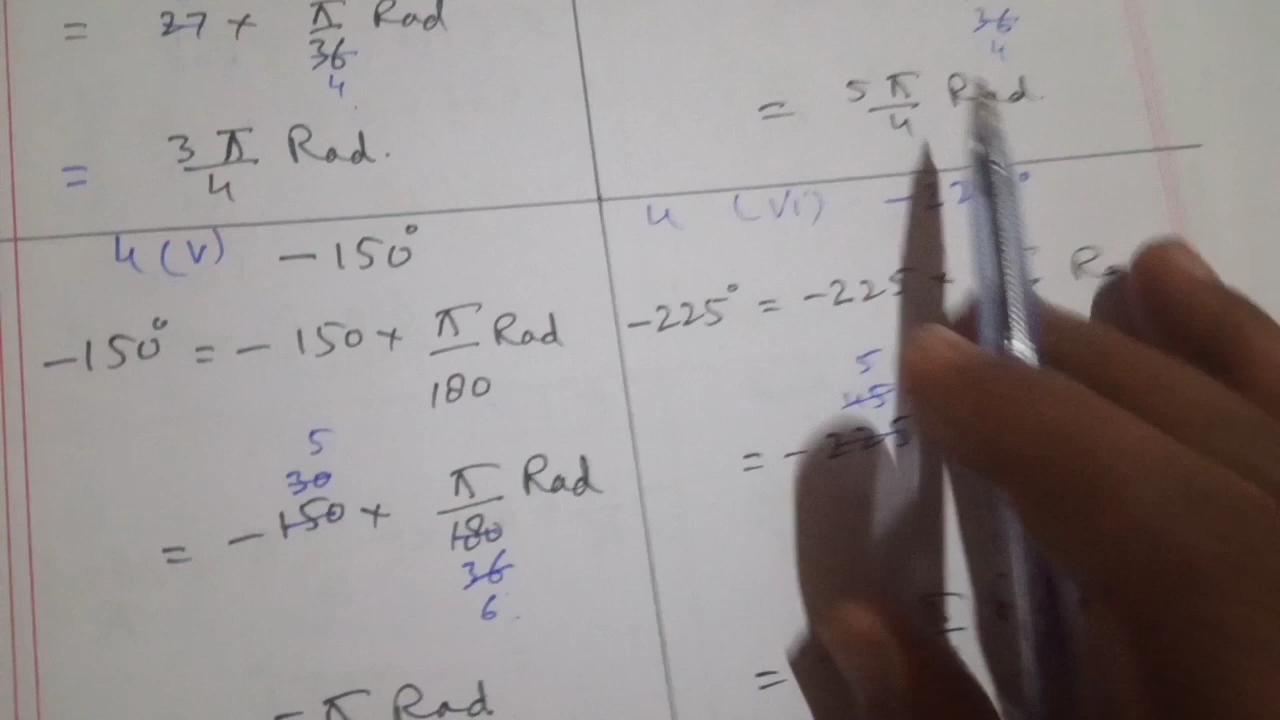 = 27 × π Rad
36
4
= 3π Rad.
4
4 (V) −150°
−150° = − 150 × π Rad
180
5
30
= − 150 × π Rad
180
36
6
− π Rad
36
4
= 5π Rad.
4
4 (VI)
−225° = −225 ×
5
45
= − 225
=